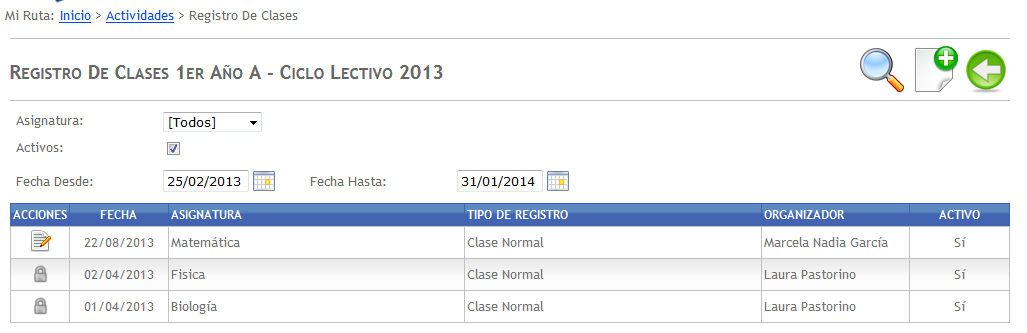 Mi Ruta: Inicio > Actividades > Registro De Clases
Registro De Clases 1er Año A - Ciclo Lectivo 2013
Asignatura: [Todos]
Activos:
Fecha Desde: 25/02/2013 Fecha Hasta: 31/01/2014
ACCIONES FECHA ASIGNATURA TIPO DE REGISTRO ORGANIZADOR ACTIVO
22/08/2013 Matemática Clase Normal Marcela Nadia García Sí
02/04/2013 Fisica Clase Normal Laura Pastorino Sí
01/04/2013 Biología Clase Normal Laura Pastorino Sí